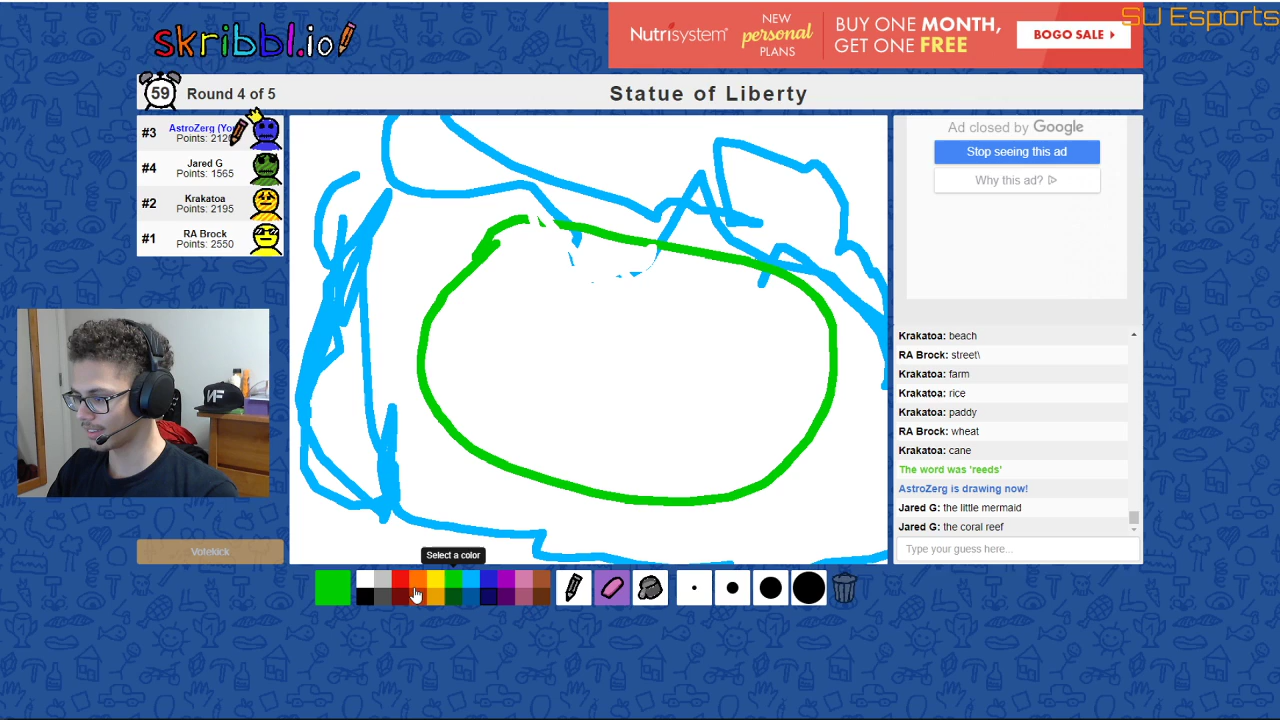 SU Esports
skribbl.io
Nutrisystem
NEW
personal
PLANS
BUY ONE MONTH,
GET ONE FREE
BOGO SALE
59
Round 4 of 5
Statue of Liberty
#3
AstroZerg (You
Points: 2120
#4
Jared G
Points: 1565
#2
Krakatoa
Points: 2195
#1
RA Brock
Points: 2550
NF
Votekick
Select a color
Ad closed by Google
Stop seeing this ad
Why this ad?
Krakatoa: beach
RA Brock: street\
Krakatoa: farm
Krakatoa: rice
Krakatoa: paddy
RA Brock: wheat
Krakatoa: cane
The word was 'reeds'
AstroZerg is drawing now!
Jared G: the little mermaid
Jared G: the coral reef
Type your guess here...